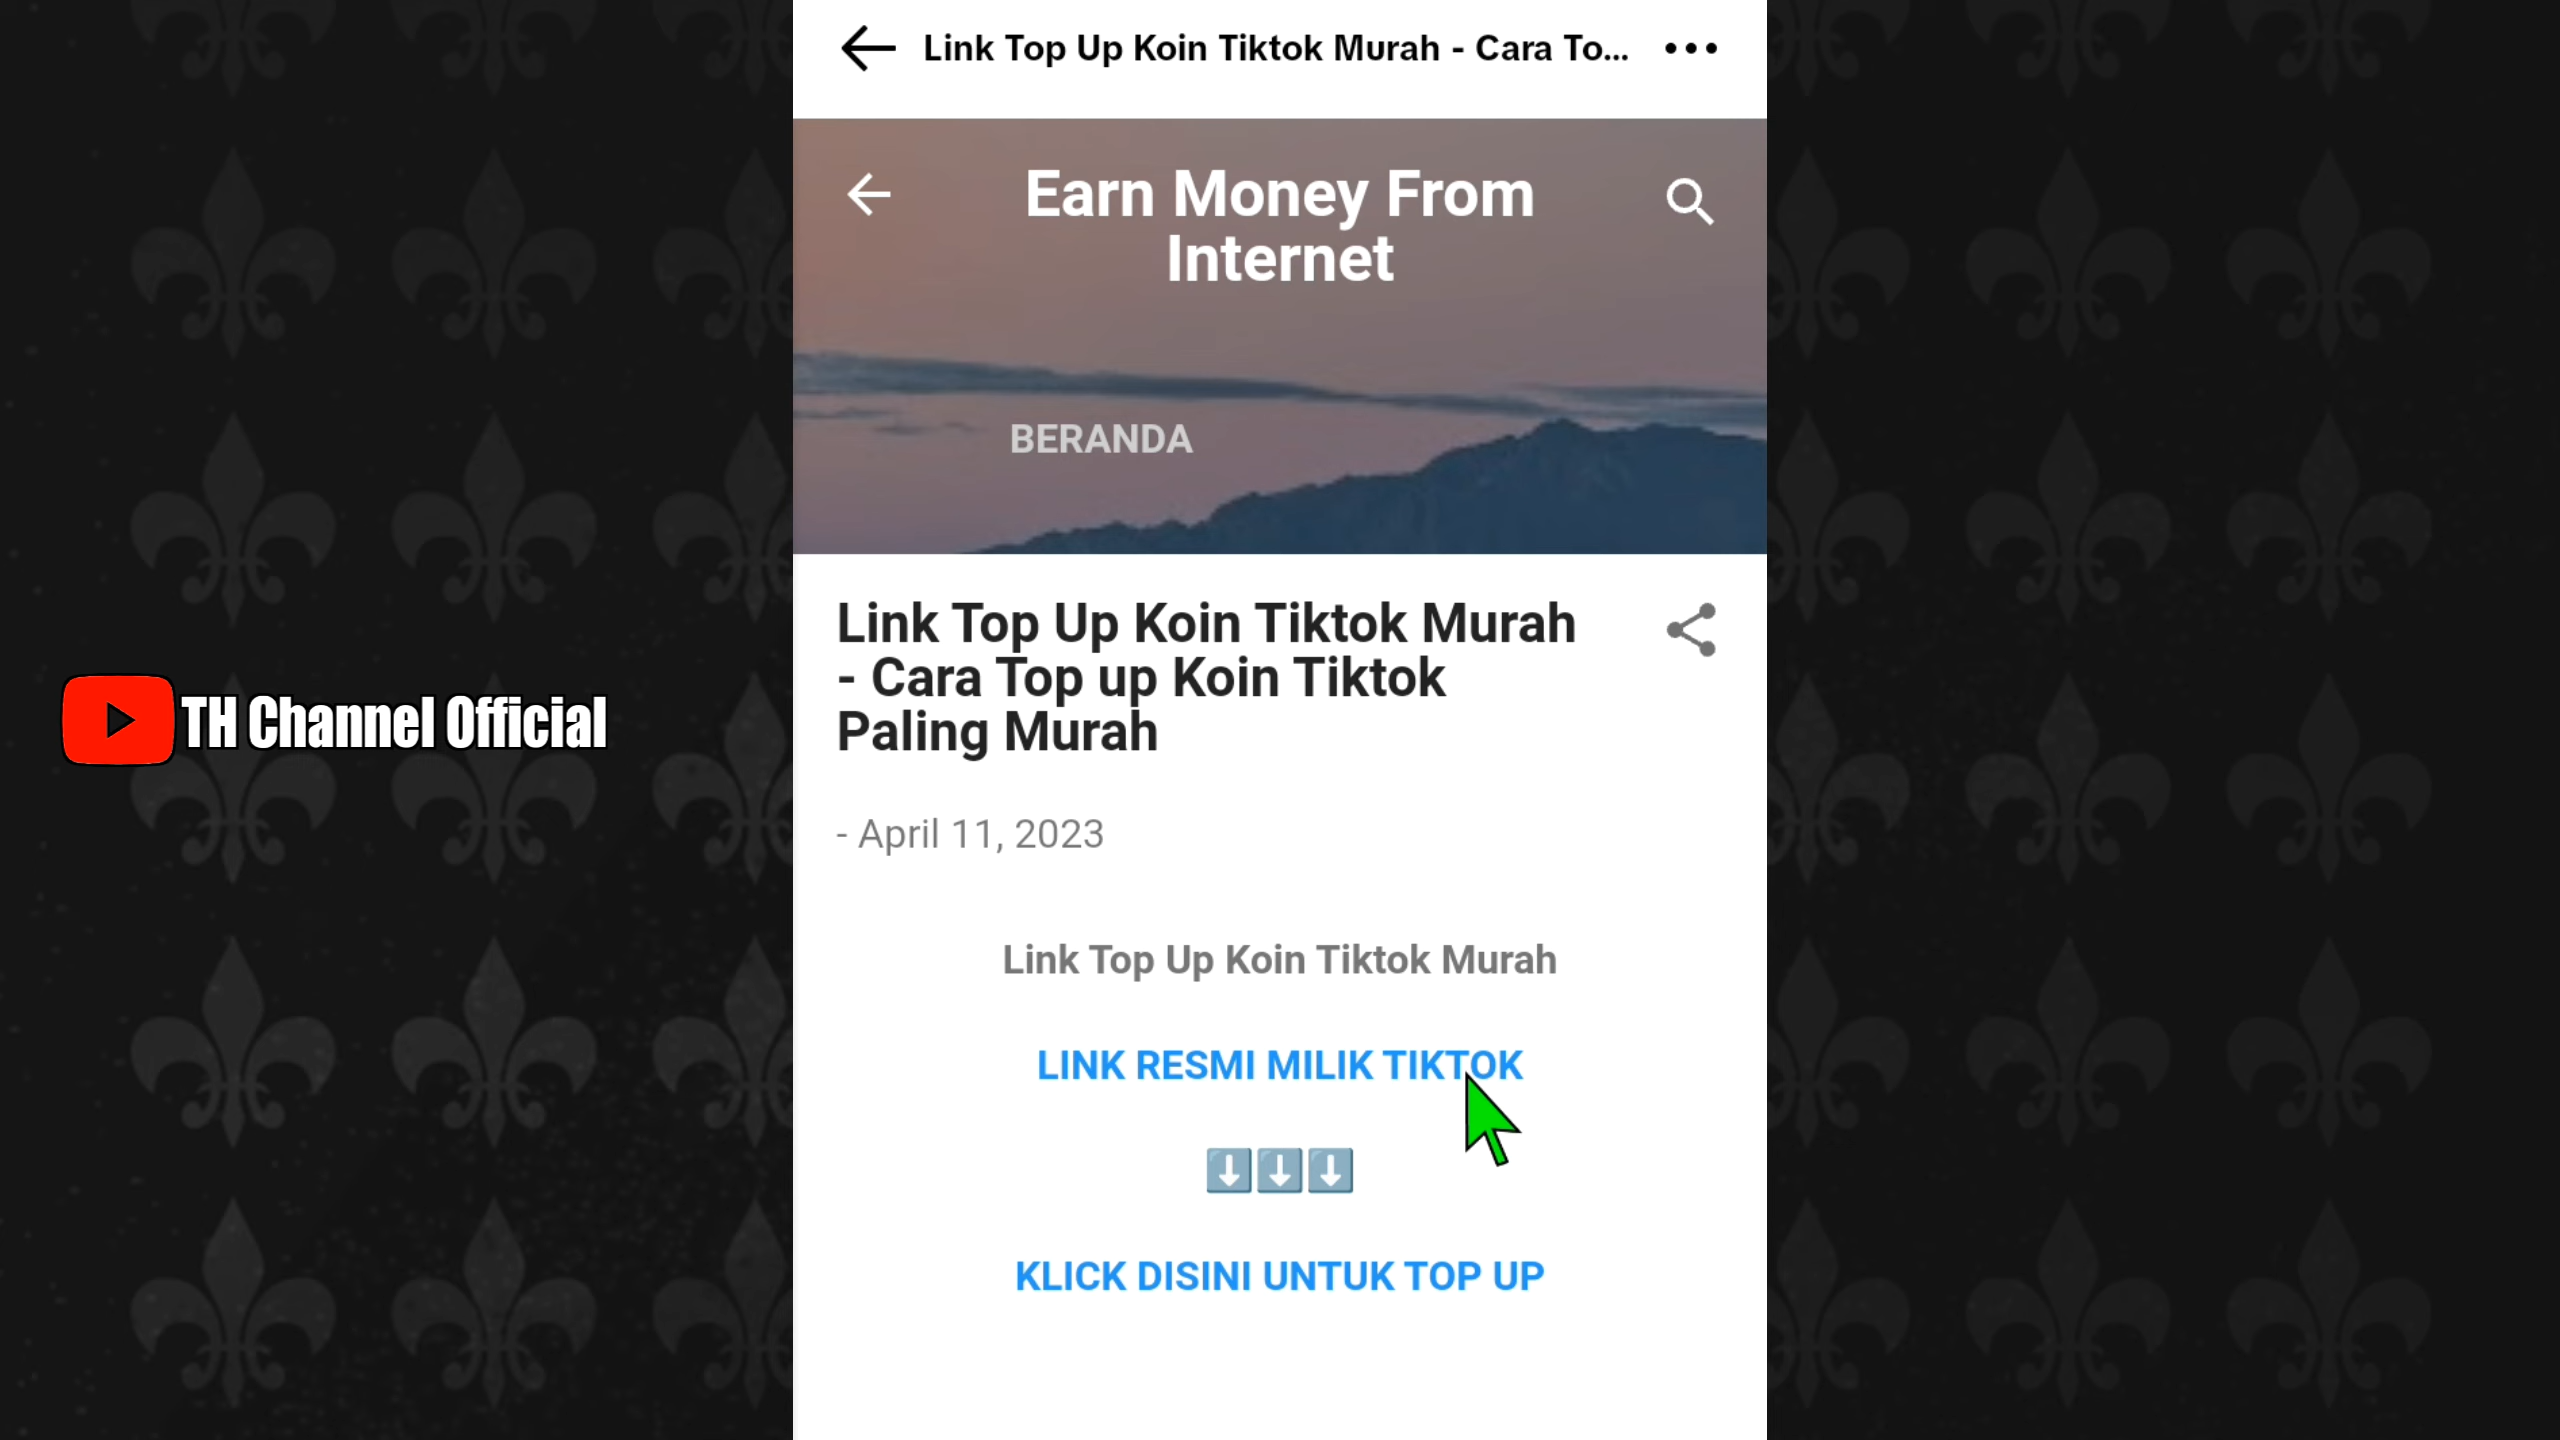 Link Top Up Koin Tiktok Murah - Cara To...
Earn Money From
Internet
BERANDA
Link Top Up Koin Tiktok Murah
- Cara Top up Koin Tiktok
Paling Murah
- April 11, 2023
TH Channel Official
Link Top Up Koin Tiktok Murah
LINK RESMI MILIK TIKTOK
⬇️⬇️⬇️
KLICK DISINI UNTUK TOP UP